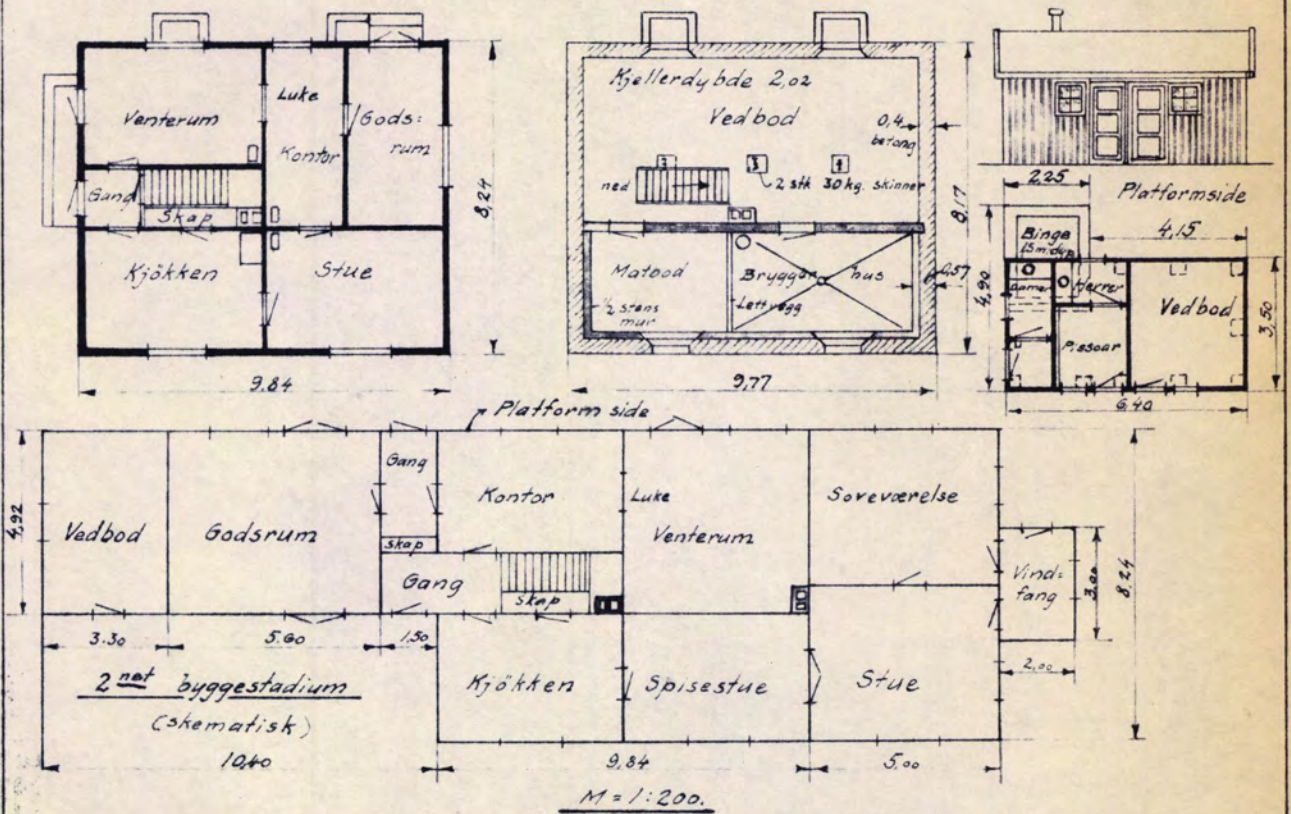 Venterum
Luke
Kontor
Gods=
rum
Gang
Skap
Kjökken
Stue
8,24
9.84
Kjellerdybde 2,02
Vedbod
0,4
betong
ned
2 stk 30 kg. skinner
Matbod
Brygger hus
½ stens
mur
Lettvegg
0,57
8,17
9,77
2,25
Platformside
4,15
Binge
Damer
Herrer
Vedbod
Pissoar
4,90
3,50
6,40
Platform side
4,92
Vedbod
Godsrum
Gang
Skap
Kontor
Luke
Venterum
Soveværelse
Gang
Skap
Vind=
fang
3,00
8.24
3.30
5.60
1,50
2,00
Kjökken
Spisestue
Stue
2net byggestadium
(skematisk)
10,40
9,84
5,00
M = 1:200.